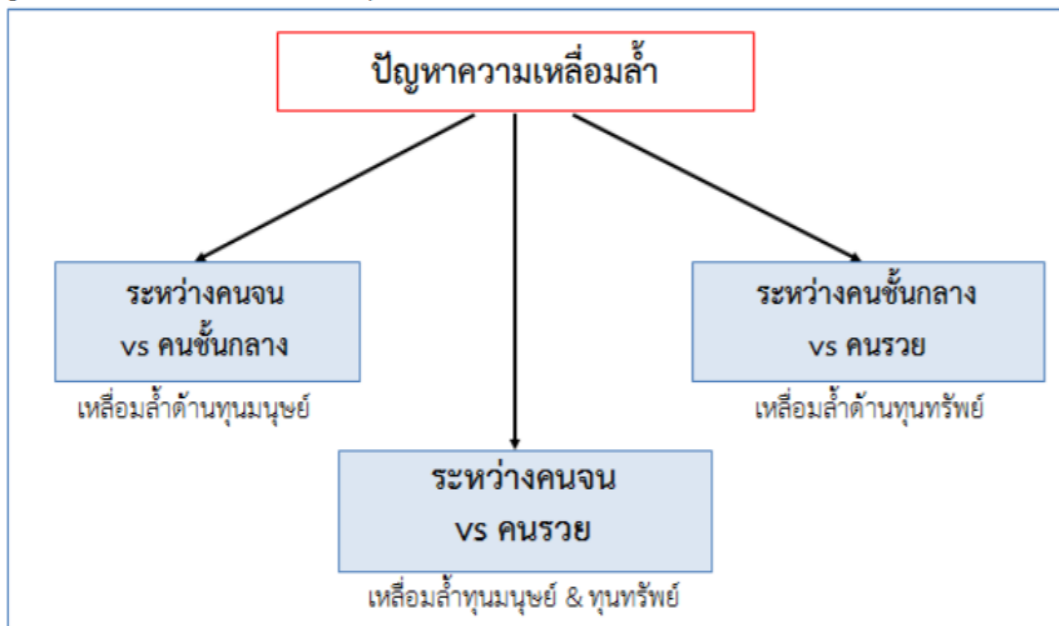 ปัญหาความเหลื่อมล้ำ
ระหว่างคนจน
vs คนชั้นกลาง
เหลื่อมล้ำด้านทุนมนุษย์
ระหว่างคนชั้นกลาง
vs คนรวย
เหลื่อมล้ำด้านทุนทรัพย์
ระหว่างคนจน
vs คนรวย
เหลื่อมล้ำทุนมนุษย์ & ทุนทรัพย์